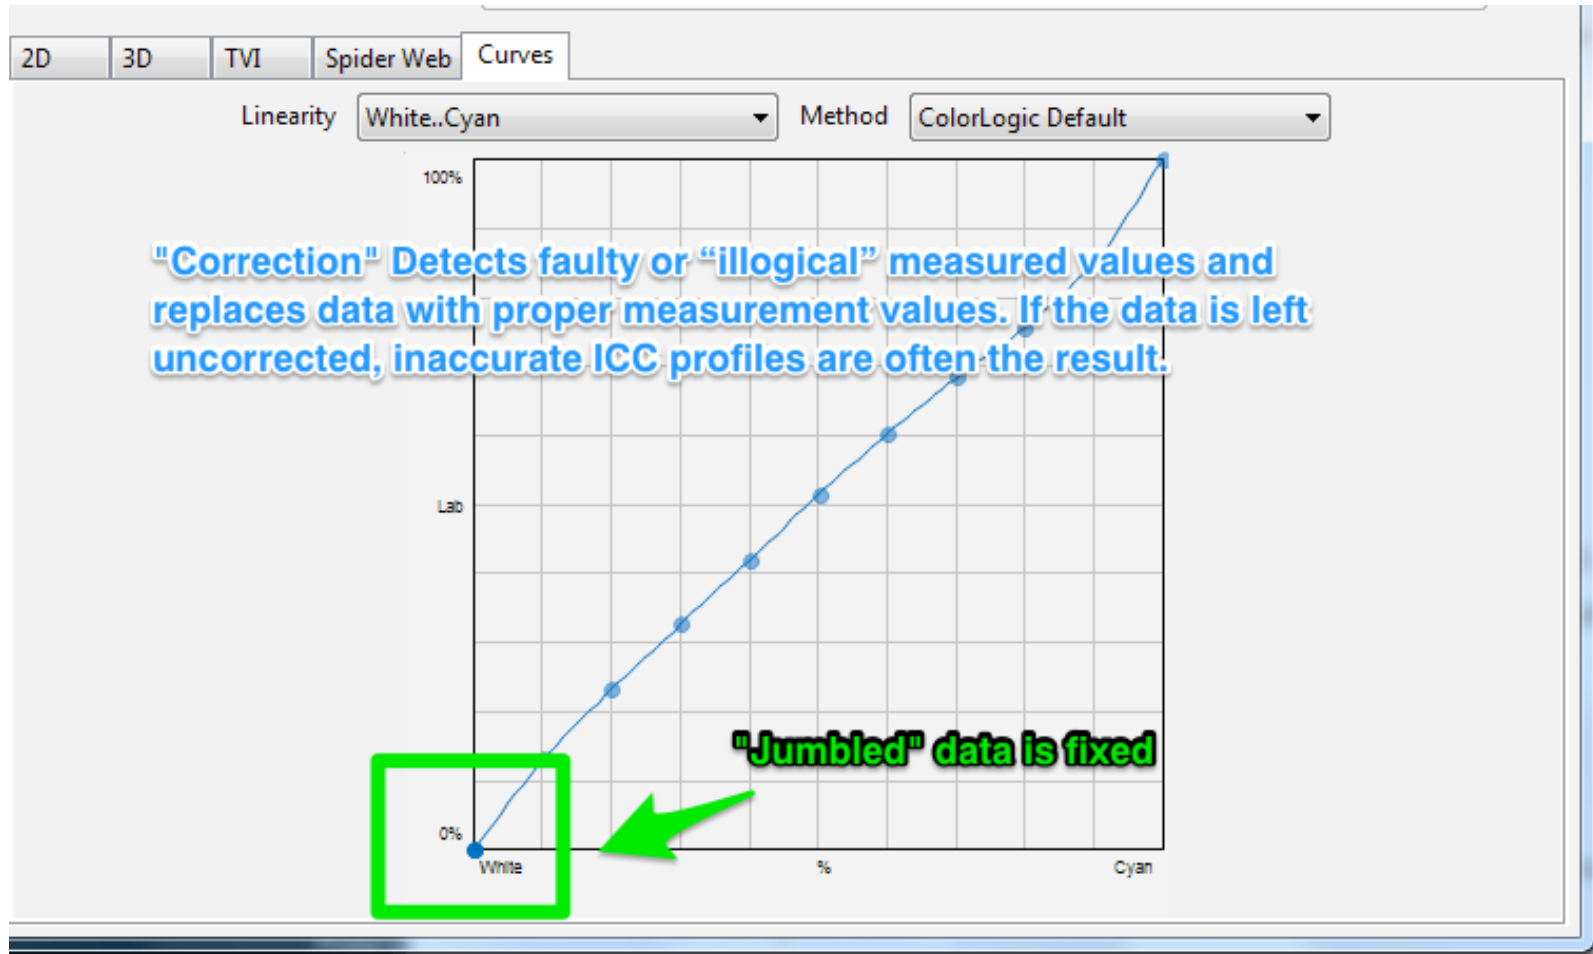 2D 3D TVI Spider Web Curves
Linearity White..Cyan Method ColorLogic Default
100%
"Correction" Detects faulty or “illogical” measured values and
replaces data with proper measurement values. If the data is left
uncorrected, inaccurate ICC profiles are often the result.
Lab
"Jumbled" data is fixed
0%
White % Cyan